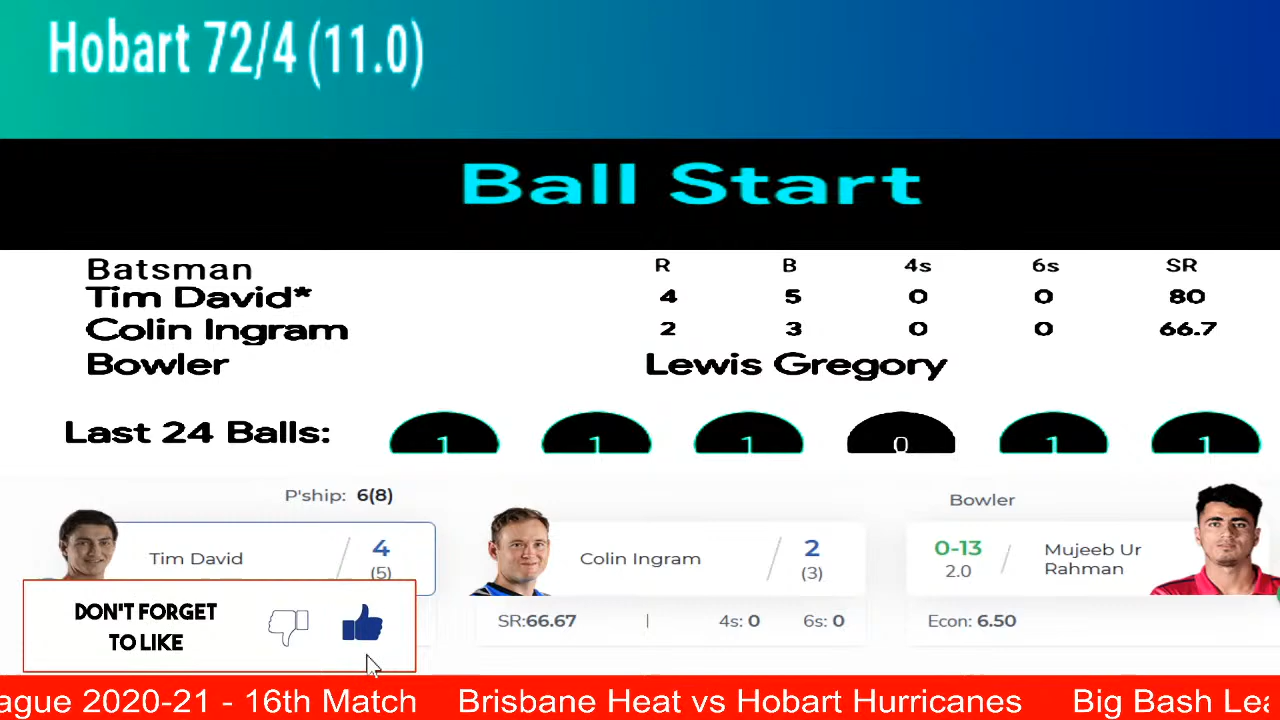 Hobart 72/4 (11.0)
Ball Start
Batsman R B 4s 6s SR
Tim David* 4 5 0 0 80
Colin Ingram 2 3 0 0 66.7
Bowler Lewis Gregory
Last 24 Balls: 1 1 1 0 1 1
P'ship: 6(8)
Tim David / 4
(5)
Colin Ingram / 2
(3)
SR:66.67 | 4s: 0 6s: 0
Bowler
0-13 / Mujeeb Ur
2.0 Rahman
Econ: 6.50
DON'T FORGET
TO LIKE
ague 2020-21 - 16th Match Brisbane Heat vs Hobart Hurricanes Big Bash Lea